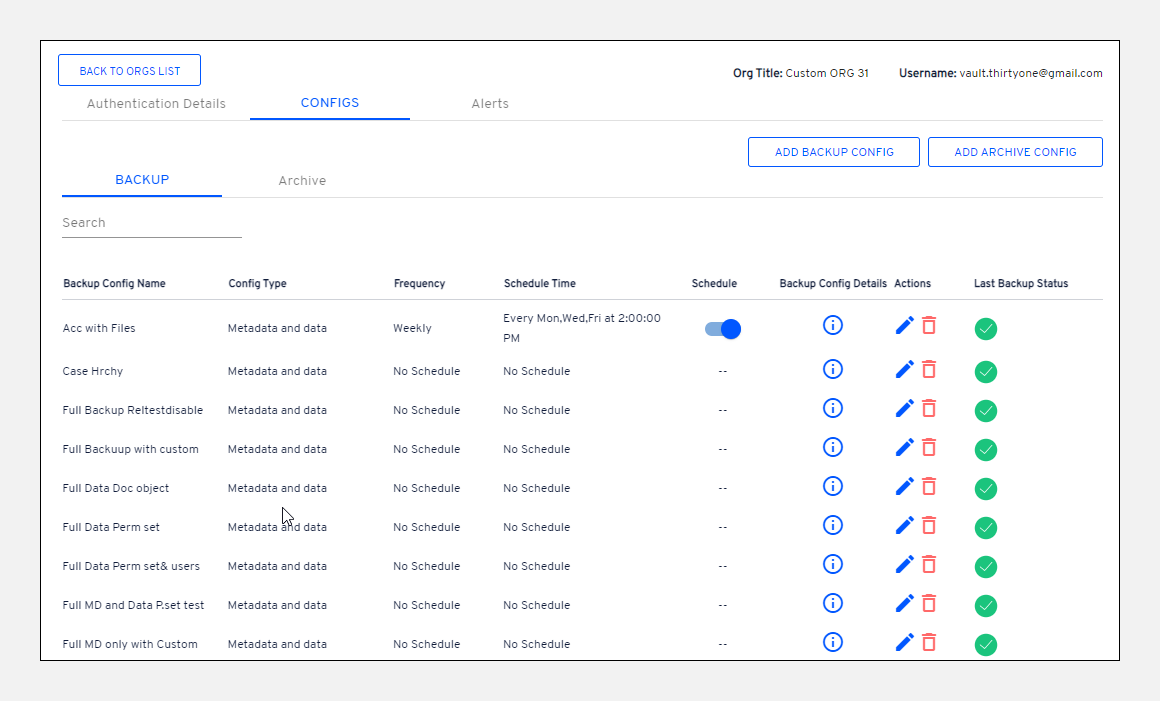 BACK TO ORGS LIST
Org Title: Custom ORG 31 Username: vault.thirtyone@gmail.com
Authentication Details CONFIGS Alerts
ADD BACKUP CONFIG ADD ARCHIVE CONFIG
BACKUP Archive
Search
Backup Config Name Config Type Frequency Schedule Time Schedule Backup Config Details Actions Last Backup Status
Acc with Files Metadata and data Weekly Every Mon,Wed,Fri at 2:00:00
PM
Case Hrchy Metadata and data No Schedule No Schedule --
Full Backup Reltestdisable Metadata and data No Schedule No Schedule --
Full Backuup with custom Metadata and data No Schedule No Schedule --
Full Data Doc object Metadata and data No Schedule No Schedule --
Full Data Perm set Metadata and data No Schedule No Schedule --
Full Data Perm set& users Metadata and data No Schedule No Schedule --
Full MD and Data P.set test Metadata and data No Schedule No Schedule --
Full MD only with Custom Metadata and data No Schedule No Schedule --